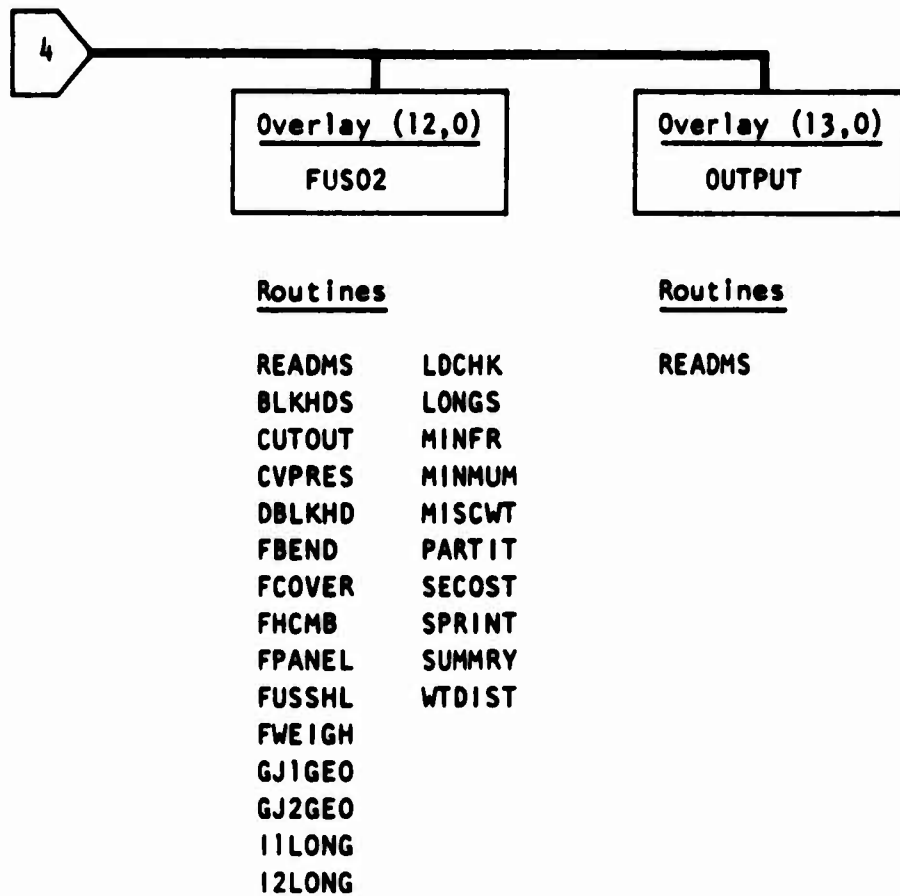 4
Overlay (12,0)
FUS02
Overlay (13,0)
OUTPUT
Routines
READMS
BLKHDS
CUTOUT
CVPRES
DBLKHD
FBEND
FCOVER
FHCMB
FPANEL
FUSSHL
FWEIGH
GJ1GEO
GJ2GEO
I1LONG
I2LONG
LDCHK
LONGS
MINFR
MINMUM
MISCWT
PARTIT
SECOST
SPRINT
SUMMRY
WTDIST
Routines
READMS